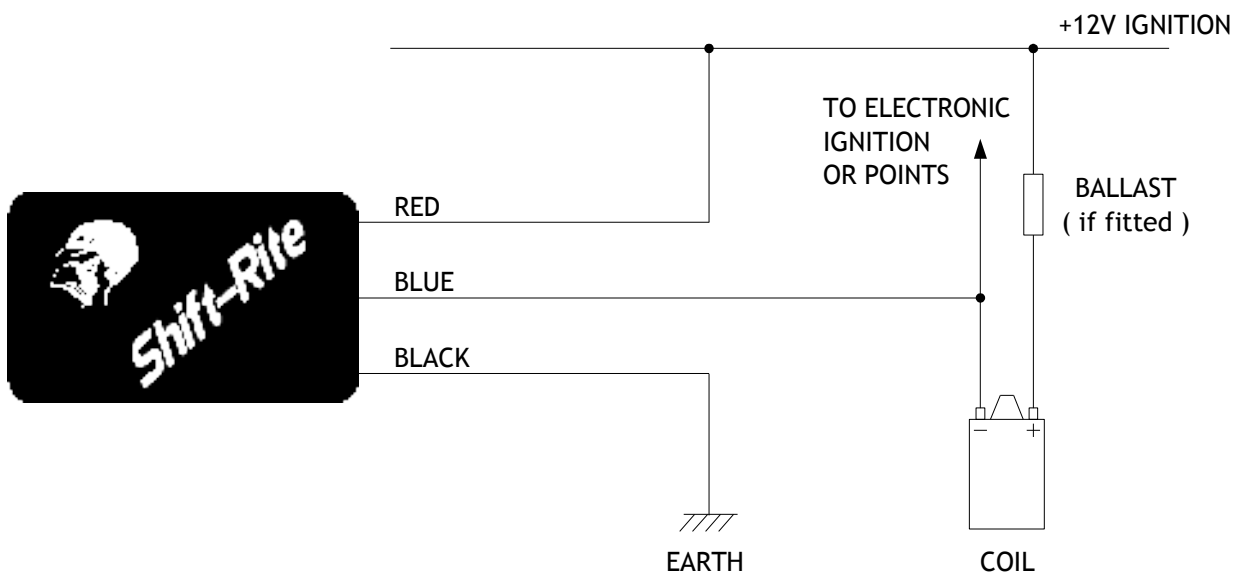 +12V IGNITION
TO ELECTRONIC
IGNITION
OR POINTS
BALLAST
( if fitted )
RED
BLUE
BLACK
Shift-Rite
− +
EARTH
COIL